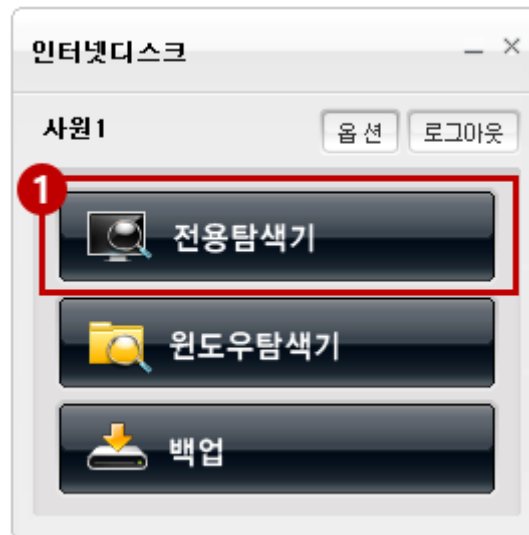 인터넷디스크
사원1
옵 션
로그아웃
1
전용탐색기
윈도우탐색기
백업